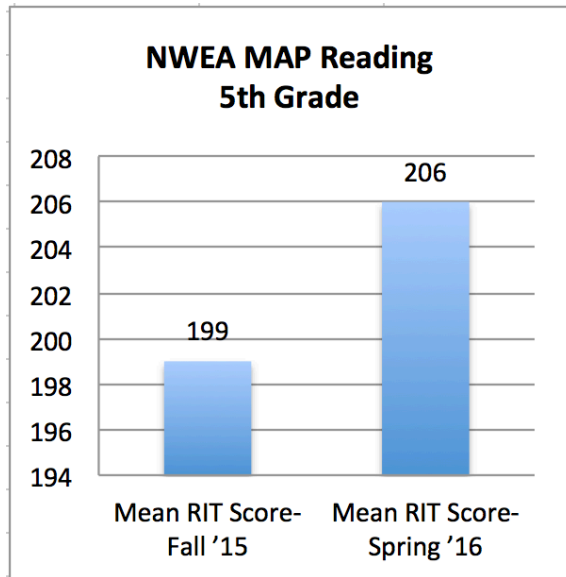 NWEA MAP Reading
5th Grade
208
206
206
204
202
199
200
198
196
194
Mean RIT Score-
Fall ’15
Mean RIT Score-
Spring ’16